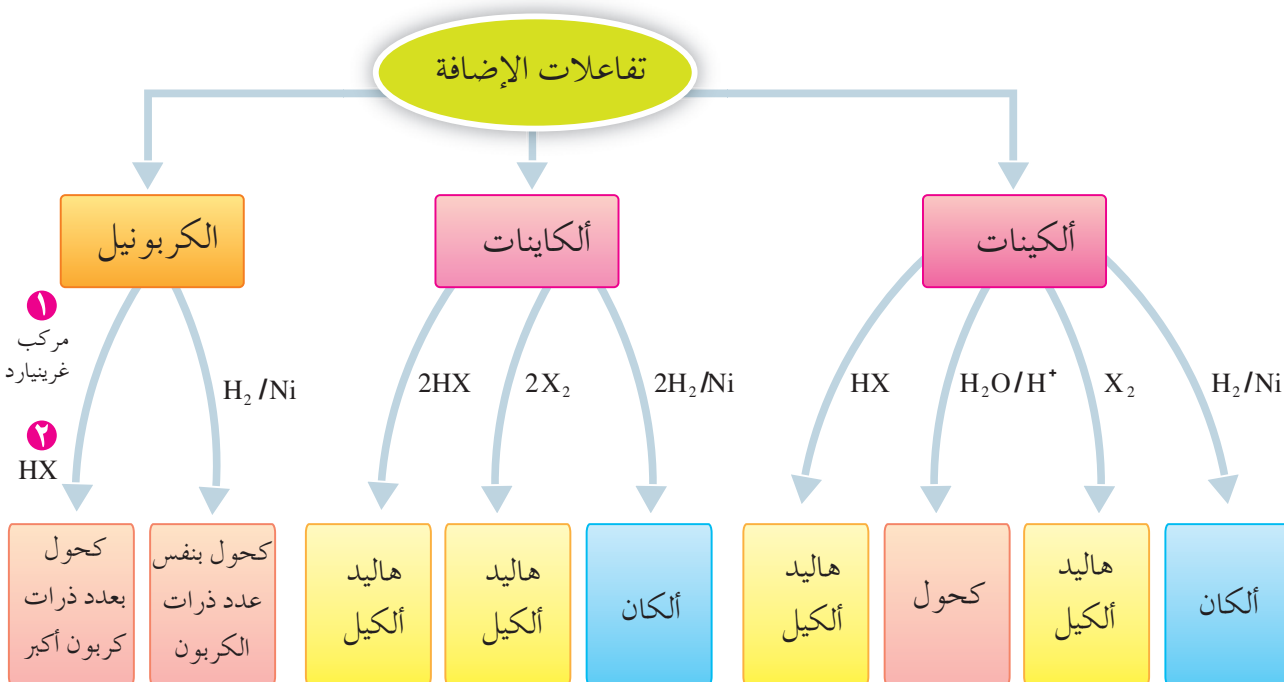 تفاعلات الإضافة
ألكينات
ألكاينات
الكربونيل
H₂/Ni
X₂
H₂O/H⁺
HX
2H₂/Ni
2X₂
2HX
H₂/Ni
١
مركب
غرينيارد
٢
HX
ألكان
هاليد
ألكيل
كحول
هاليد
ألكيل
ألكان
هاليد
ألكيل
هاليد
ألكيل
كحول بنفس
عدد ذرات
الكربون
كحول
بعدد ذرات
كربون أكبر